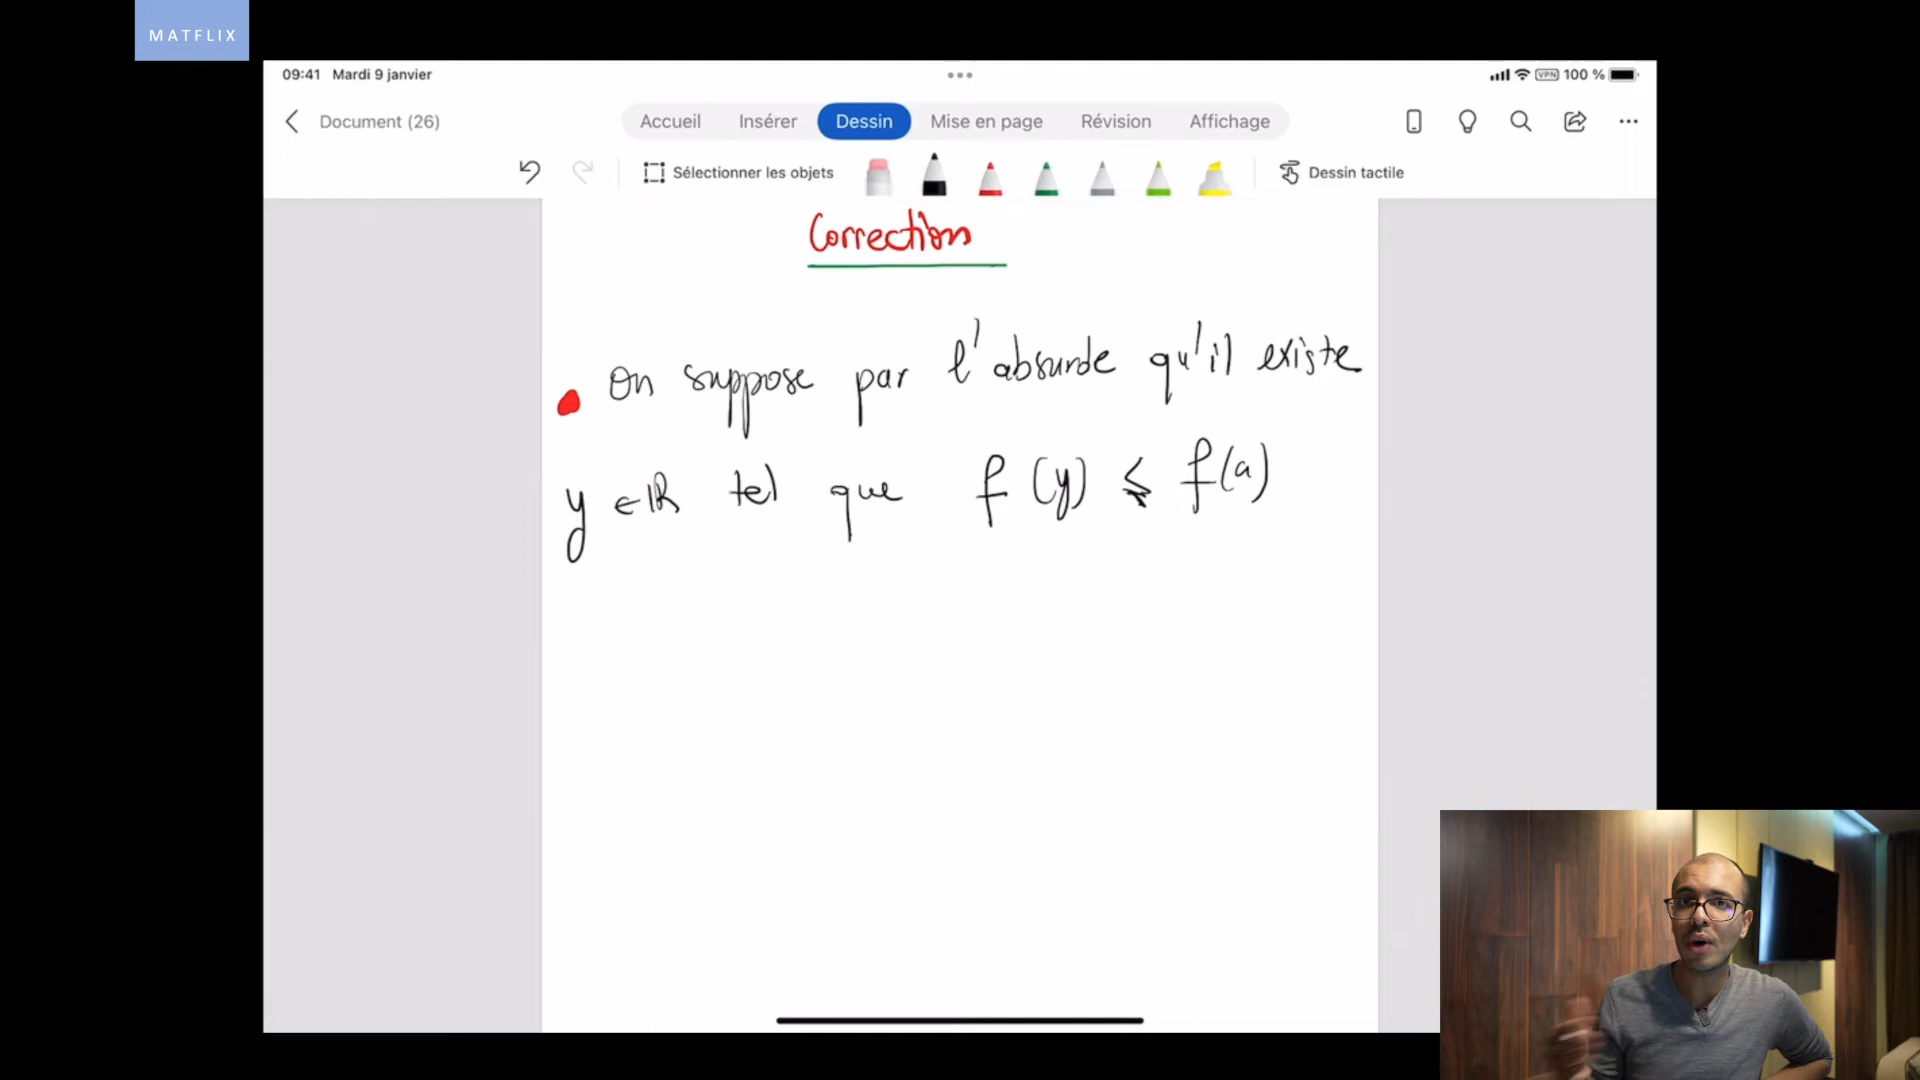 MATFLIX
09:41 Mardi 9 janvier
VPN 100 %
Document (26)
Accueil Insérer Dessin Mise en page Révision Affichage
Sélectionner les objets
Dessin tactile
Correction
On suppose par l'absurde qu'il existe
y ∈ ℝ tel que f(y) ≤ f(a)